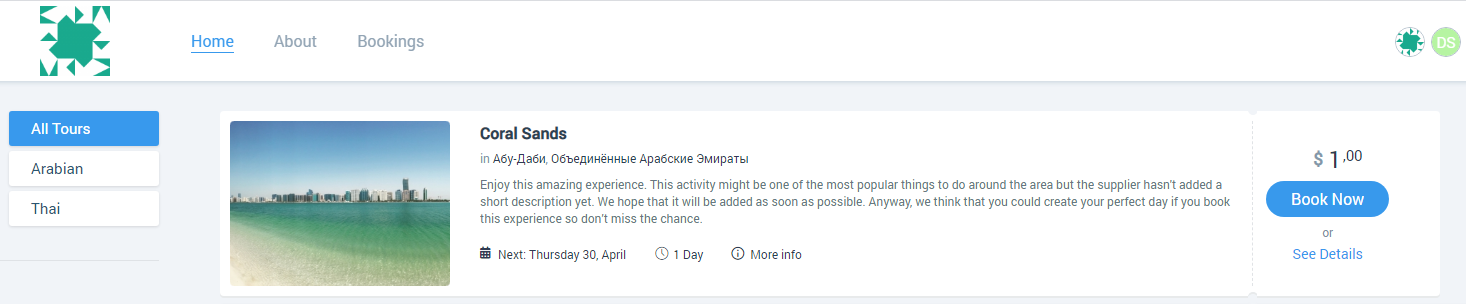 Home About Bookings
DS
All Tours
Arabian
Thai
Coral Sands
in Абу-Даби, Объединённые Арабские Эмираты
Enjoy this amazing experience. This activity might be one of the most popular things to do around the area but the supplier hasn't added a
short description yet. We hope that it will be added as soon as possible. Anyway, we think that you could create your perfect day if you book
this experience so don't miss the chance.
Next: Thursday 30, April 1 Day More info
$ 1 ,00
Book Now
or
See Details